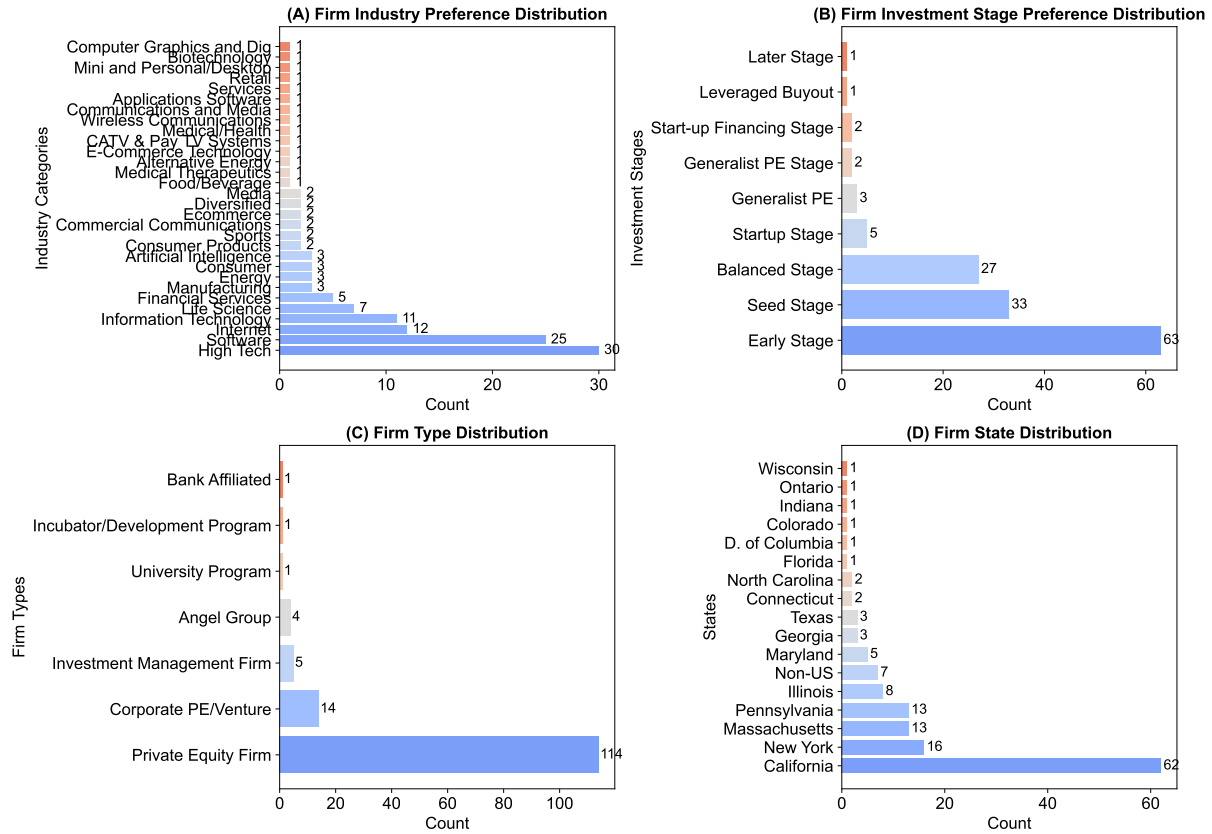 (A) Firm Industry Preference Distribution
Industry Categories
Computer Graphics and Dig 1
Biotechnology 1
Mini and Personal/Desktop 1
Retail 1
Services 1
Applications Software 1
Communications and Media 1
Wireless Communications 1
Medical/Health 1
CATV & Pay TV Systems 1
E-Commerce Technology 1
Alternative Energy 1
Medical Therapeutics 1
Food/Beverage 1
Media 2
Diversified 2
Ecommerce 2
Commercial Communications 2
Sports 2
Consumer Products 2
Artificial Intelligence 3
Consumer 3
Energy 3
Manufacturing 3
Financial Services 5
Life Science 7
Information Technology 11
Internet 12
Software 25
High Tech 30
0 10 20 30
Count
(B) Firm Investment Stage Preference Distribution
Investment Stages
Later Stage 1
Leveraged Buyout 1
Start-up Financing Stage 2
Generalist PE Stage 2
Generalist PE 3
Startup Stage 5
Balanced Stage 27
Seed Stage 33
Early Stage 63
0 20 40 60
Count
(C) Firm Type Distribution
Firm Types
Bank Affiliated 1
Incubator/Development Program 1
University Program 1
Angel Group 4
Investment Management Firm 5
Corporate PE/Venture 14
Private Equity Firm 114
0 20 40 60 80 100
Count
(D) Firm State Distribution
States
Wisconsin 1
Ontario 1
Indiana 1
Colorado 1
D. of Columbia 1
Florida 1
North Carolina 2
Connecticut 2
Texas 3
Georgia 3
Maryland 5
Non-US 7
Illinois 8
Pennsylvania 13
Massachusetts 13
New York 16
California 62
0 20 40 60
Count